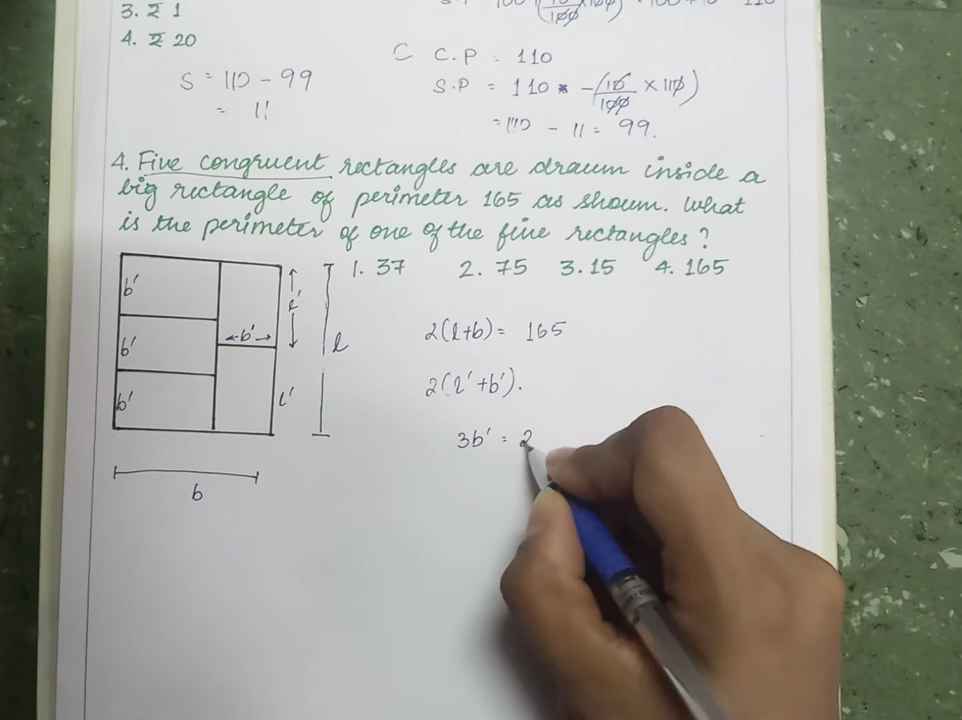 3. ₹ 1
4. ₹ 20
S = 110 - 99
= 11
C C.P = 110
S.P = 110 - (10/100 × 110)
= 110 - 11 = 99.
4. Five congruent rectangles are drawn inside a
big rectangle of perimeter 165 as shown. What
is the perimeter of one of the five rectangles?
1. 37 2. 75 3. 15 4. 165
b'
b'
b'
l'
b'
l'
l
b
2(l+b) = 165
2(l'+b').
3b' = 2